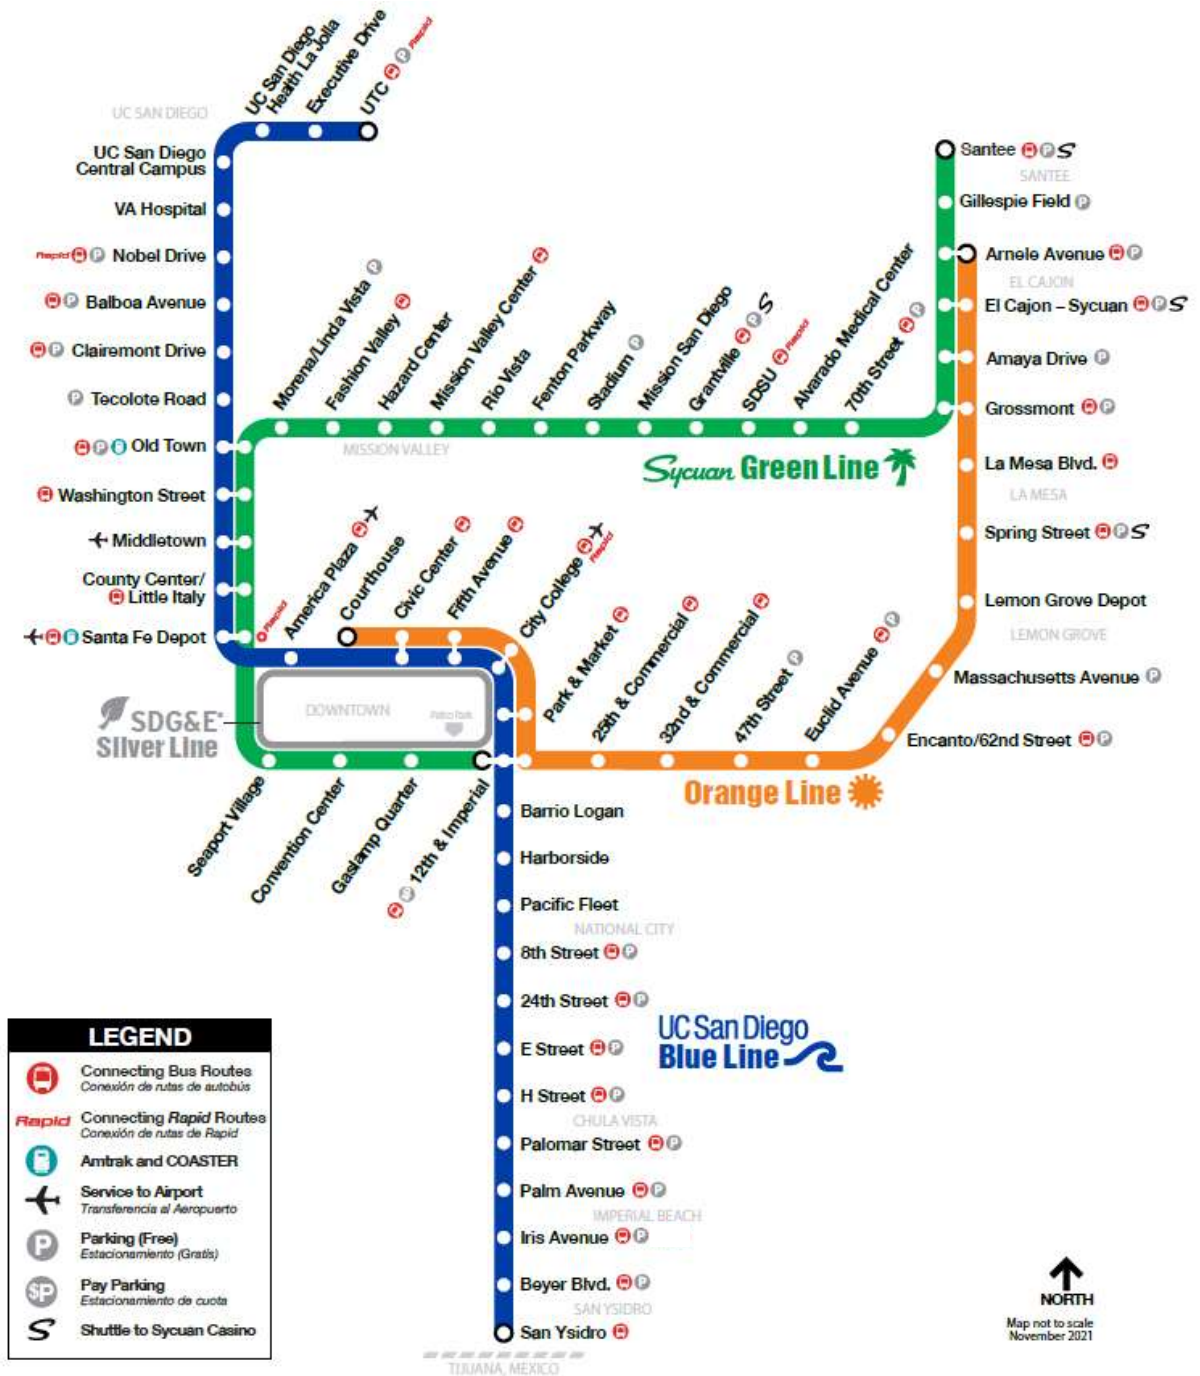 UC San Diego
Health La Jolla
Executive Drive
UTC
Rapid
UC SAN DIEGO
UC San Diego
Central Campus
VA Hospital
Rapid
Nobel Drive
Balboa Avenue
Clairemont Drive
Tecolote Road
Old Town
Washington Street
Middletown
County Center/
Little Italy
Santa Fe Depot
Rapid
Morena/Linda Vista
Fashion Valley
Hazard Center
Mission Valley Center
Rio Vista
Fenton Parkway
Stadium
Mission San Diego
Grantville
SDSU
Rapid
Alvarado Medical Center
70th Street
MISSION VALLEY
Sycuan Green Line
Santee
SANTEE
Gillespie Field
Arnele Avenue
EL CAJON
El Cajon – Sycuan
Amaya Drive
Grossmont
La Mesa Blvd.
LA MESA
Spring Street
Lemon Grove Depot
LEMON GROVE
Massachusetts Avenue
Encanto/62nd Street
America Plaza
Courthouse
Civic Center
Fifth Avenue
City College
Rapid
Park & Market
25th & Commercial
32nd & Commercial
47th Street
Euclid Avenue
Orange Line
DOWNTOWN
Petco Park
SDG&E
Silver Line
Seaport Village
Convention Center
Gaslamp Quarter
12th & Imperial
Barrio Logan
Harborside
Pacific Fleet
NATIONAL CITY
8th Street
24th Street
E Street
H Street
CHULA VISTA
Palomar Street
Palm Avenue
IMPERIAL BEACH
Iris Avenue
Beyer Blvd.
SAN YSIDRO
San Ysidro
TIJUANA, MEXICO
UC San Diego
Blue Line
LEGEND
Connecting Bus Routes
Conexión de rutas de autobús
Rapid
Connecting Rapid Routes
Conexión de rutas de Rapid
Amtrak and COASTER
Service to Airport
Transferencia al Aeropuerto
P
Parking (Free)
Estacionamiento (Gratis)
$P
Pay Parking
Estacionamiento de cuota
S
Shuttle to Sycuan Casino
NORTH
Map not to scale
November 2021